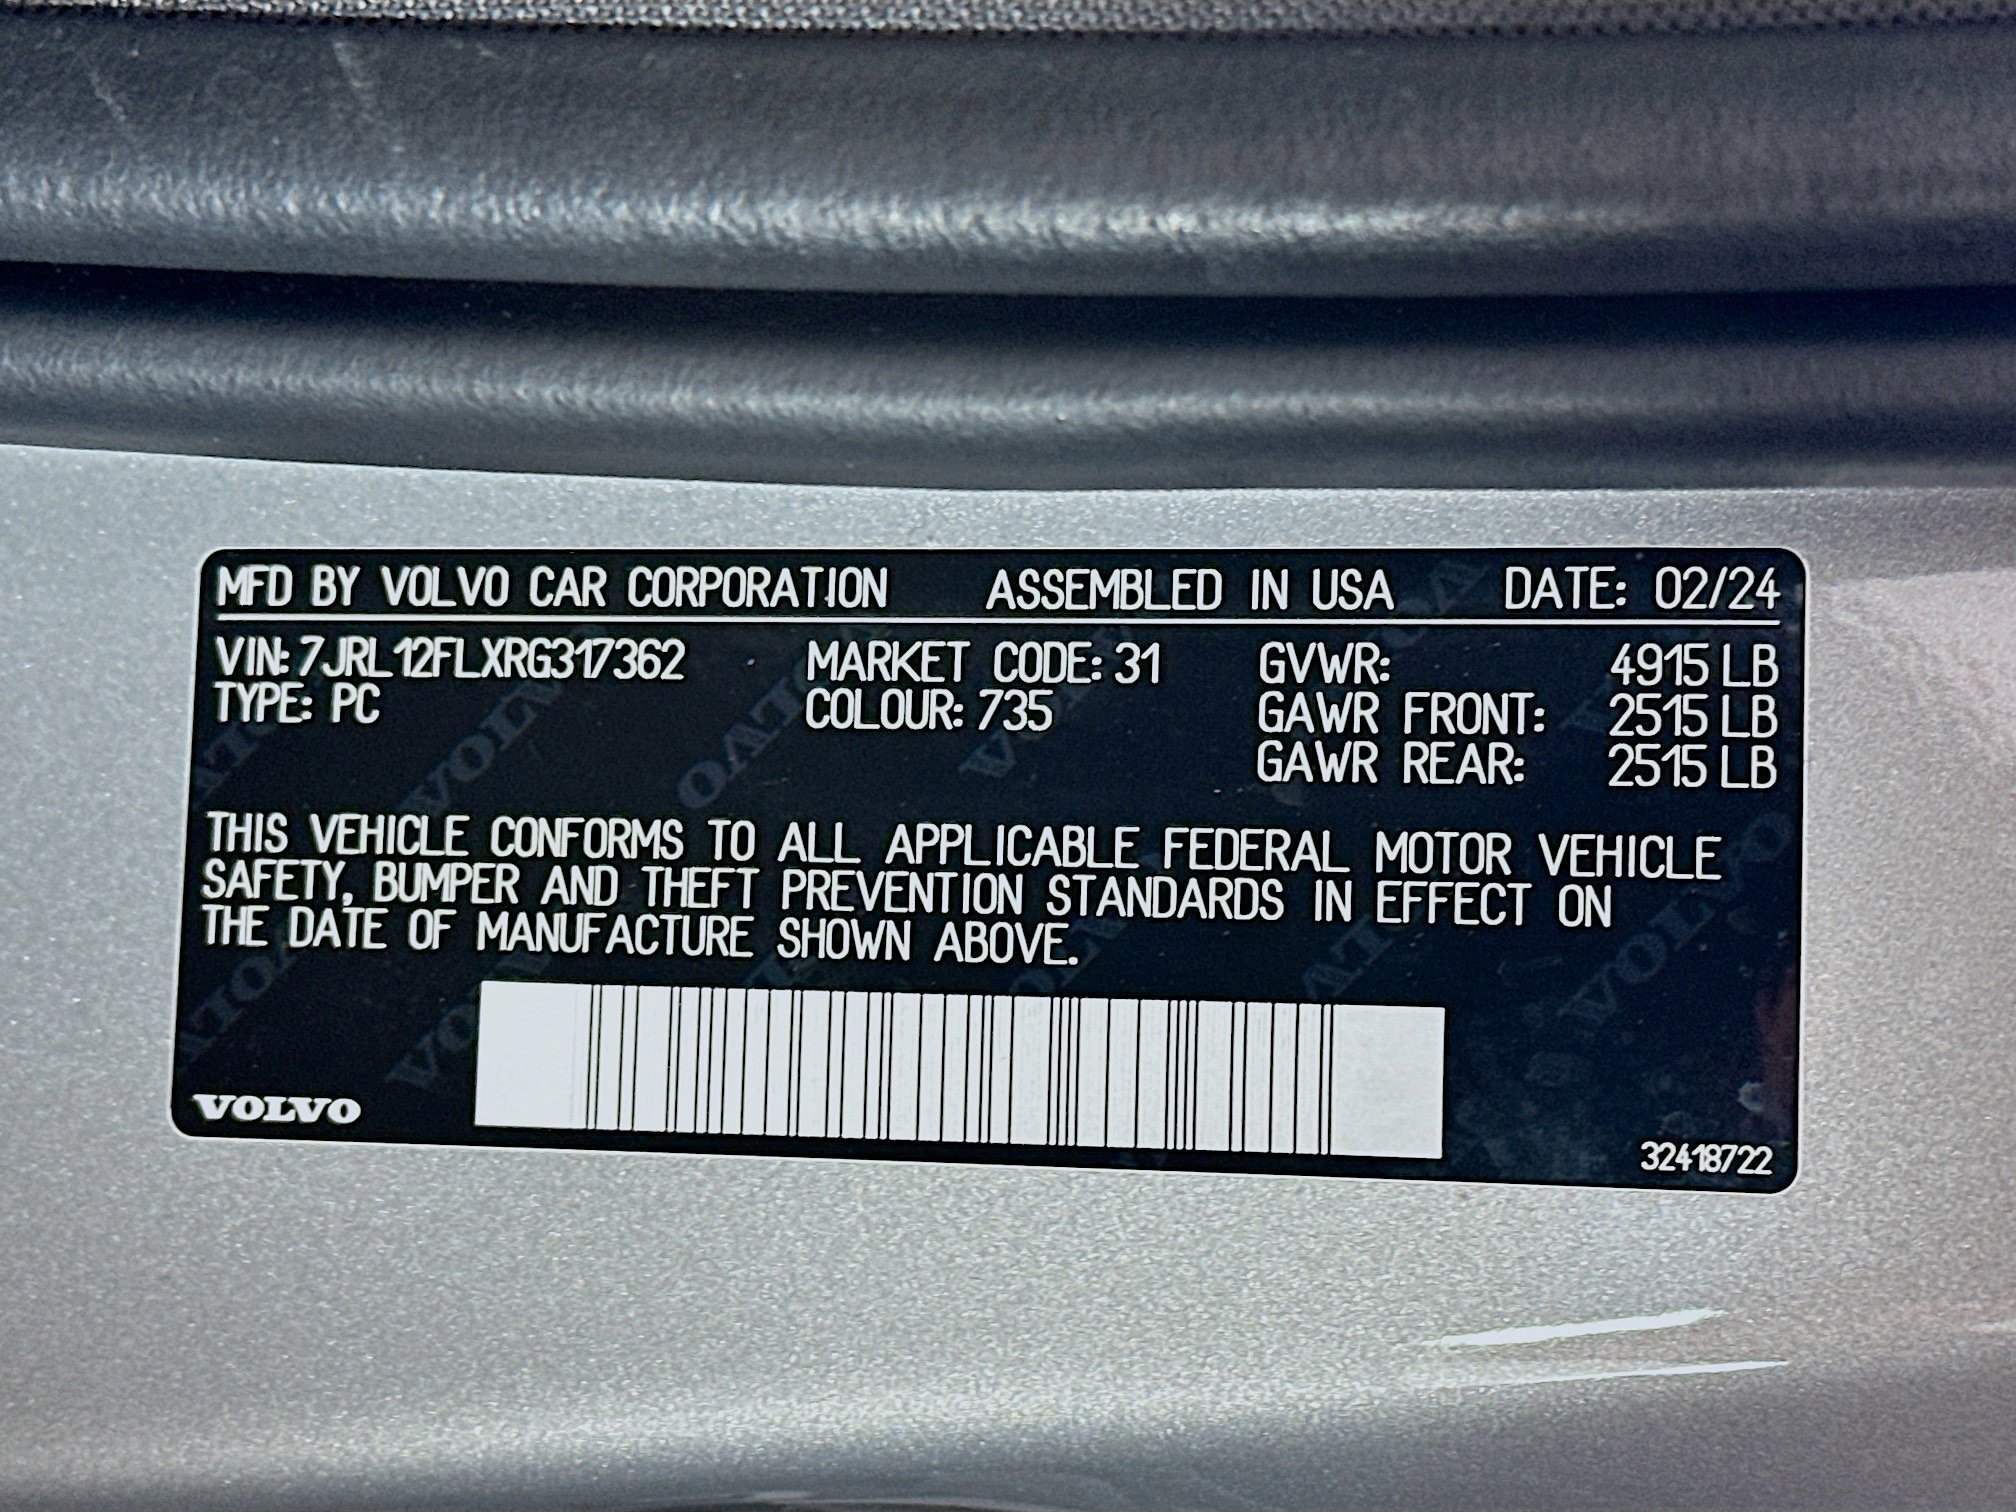 MFD BY VOLVO CAR CORPORATION ASSEMBLED IN USA DATE: 02/24
VIN: 7JRL12FLXRG317362 MARKET CODE: 31 GVWR: 4915 LB
TYPE: PC COLOUR: 735 GAWR FRONT: 2515 LB
GAWR REAR: 2515 LB
THIS VEHICLE CONFORMS TO ALL APPLICABLE FEDERAL MOTOR VEHICLE
SAFETY, BUMPER AND THEFT PREVENTION STANDARDS IN EFFECT ON
THE DATE OF MANUFACTURE SHOWN ABOVE.
VOLVO
32418722